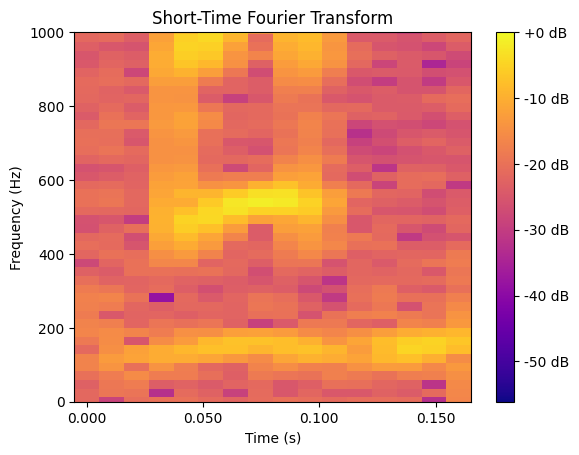 Short-Time Fourier Transform
1000
800
600
400
200
0
Frequency (Hz)
0.000
0.050
0.100
0.150
Time (s)
+0 dB
-10 dB
-20 dB
-30 dB
-40 dB
-50 dB